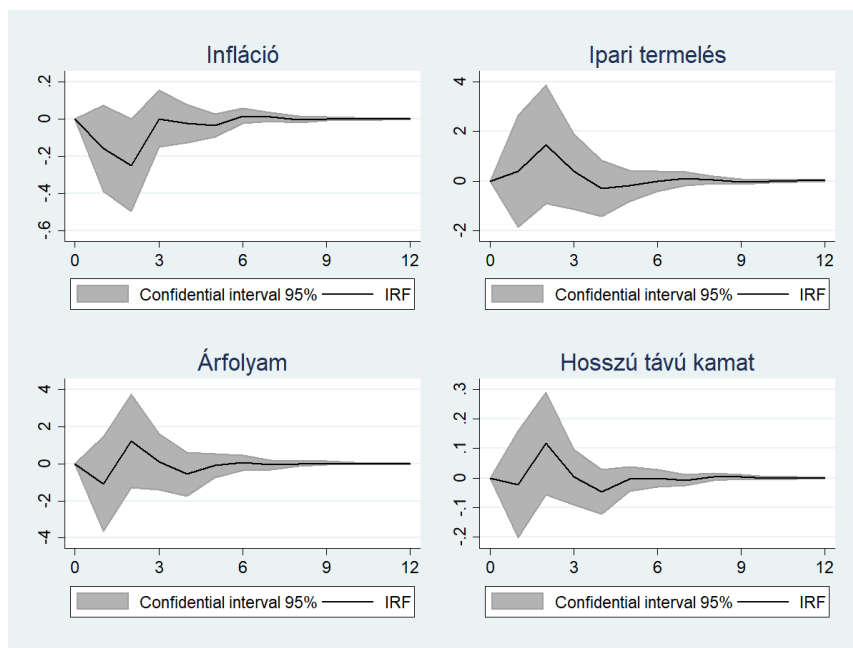 Infláció
.2
0
-.2
-.4
-.6
0 3 6 9 12
Confidential interval 95% IRF
Ipari termelés
4
2
0
-2
0 3 6 9 12
Confidential interval 95% IRF
Árfolyam
4
2
0
-2
-4
0 3 6 9 12
Confidential interval 95% IRF
Hosszú távú kamat
.3
.2
.1
0
-.1
-.2
0 3 6 9 12
Confidential interval 95% IRF